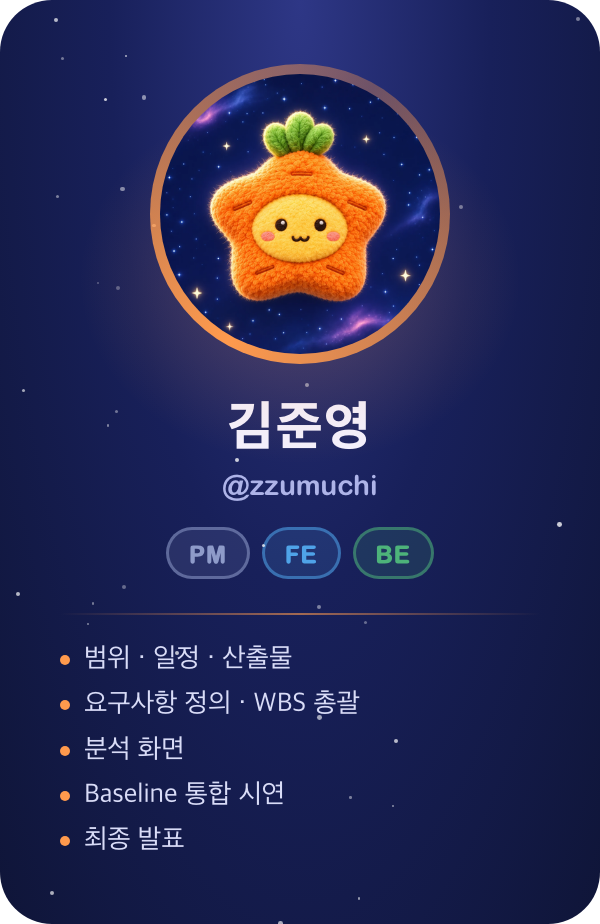 김준영
@zzumuchi
PM FE BE
범위 · 일정 · 산출물
요구사항 정의 · WBS 총괄
분석 화면
Baseline 통합 시연
최종 발표